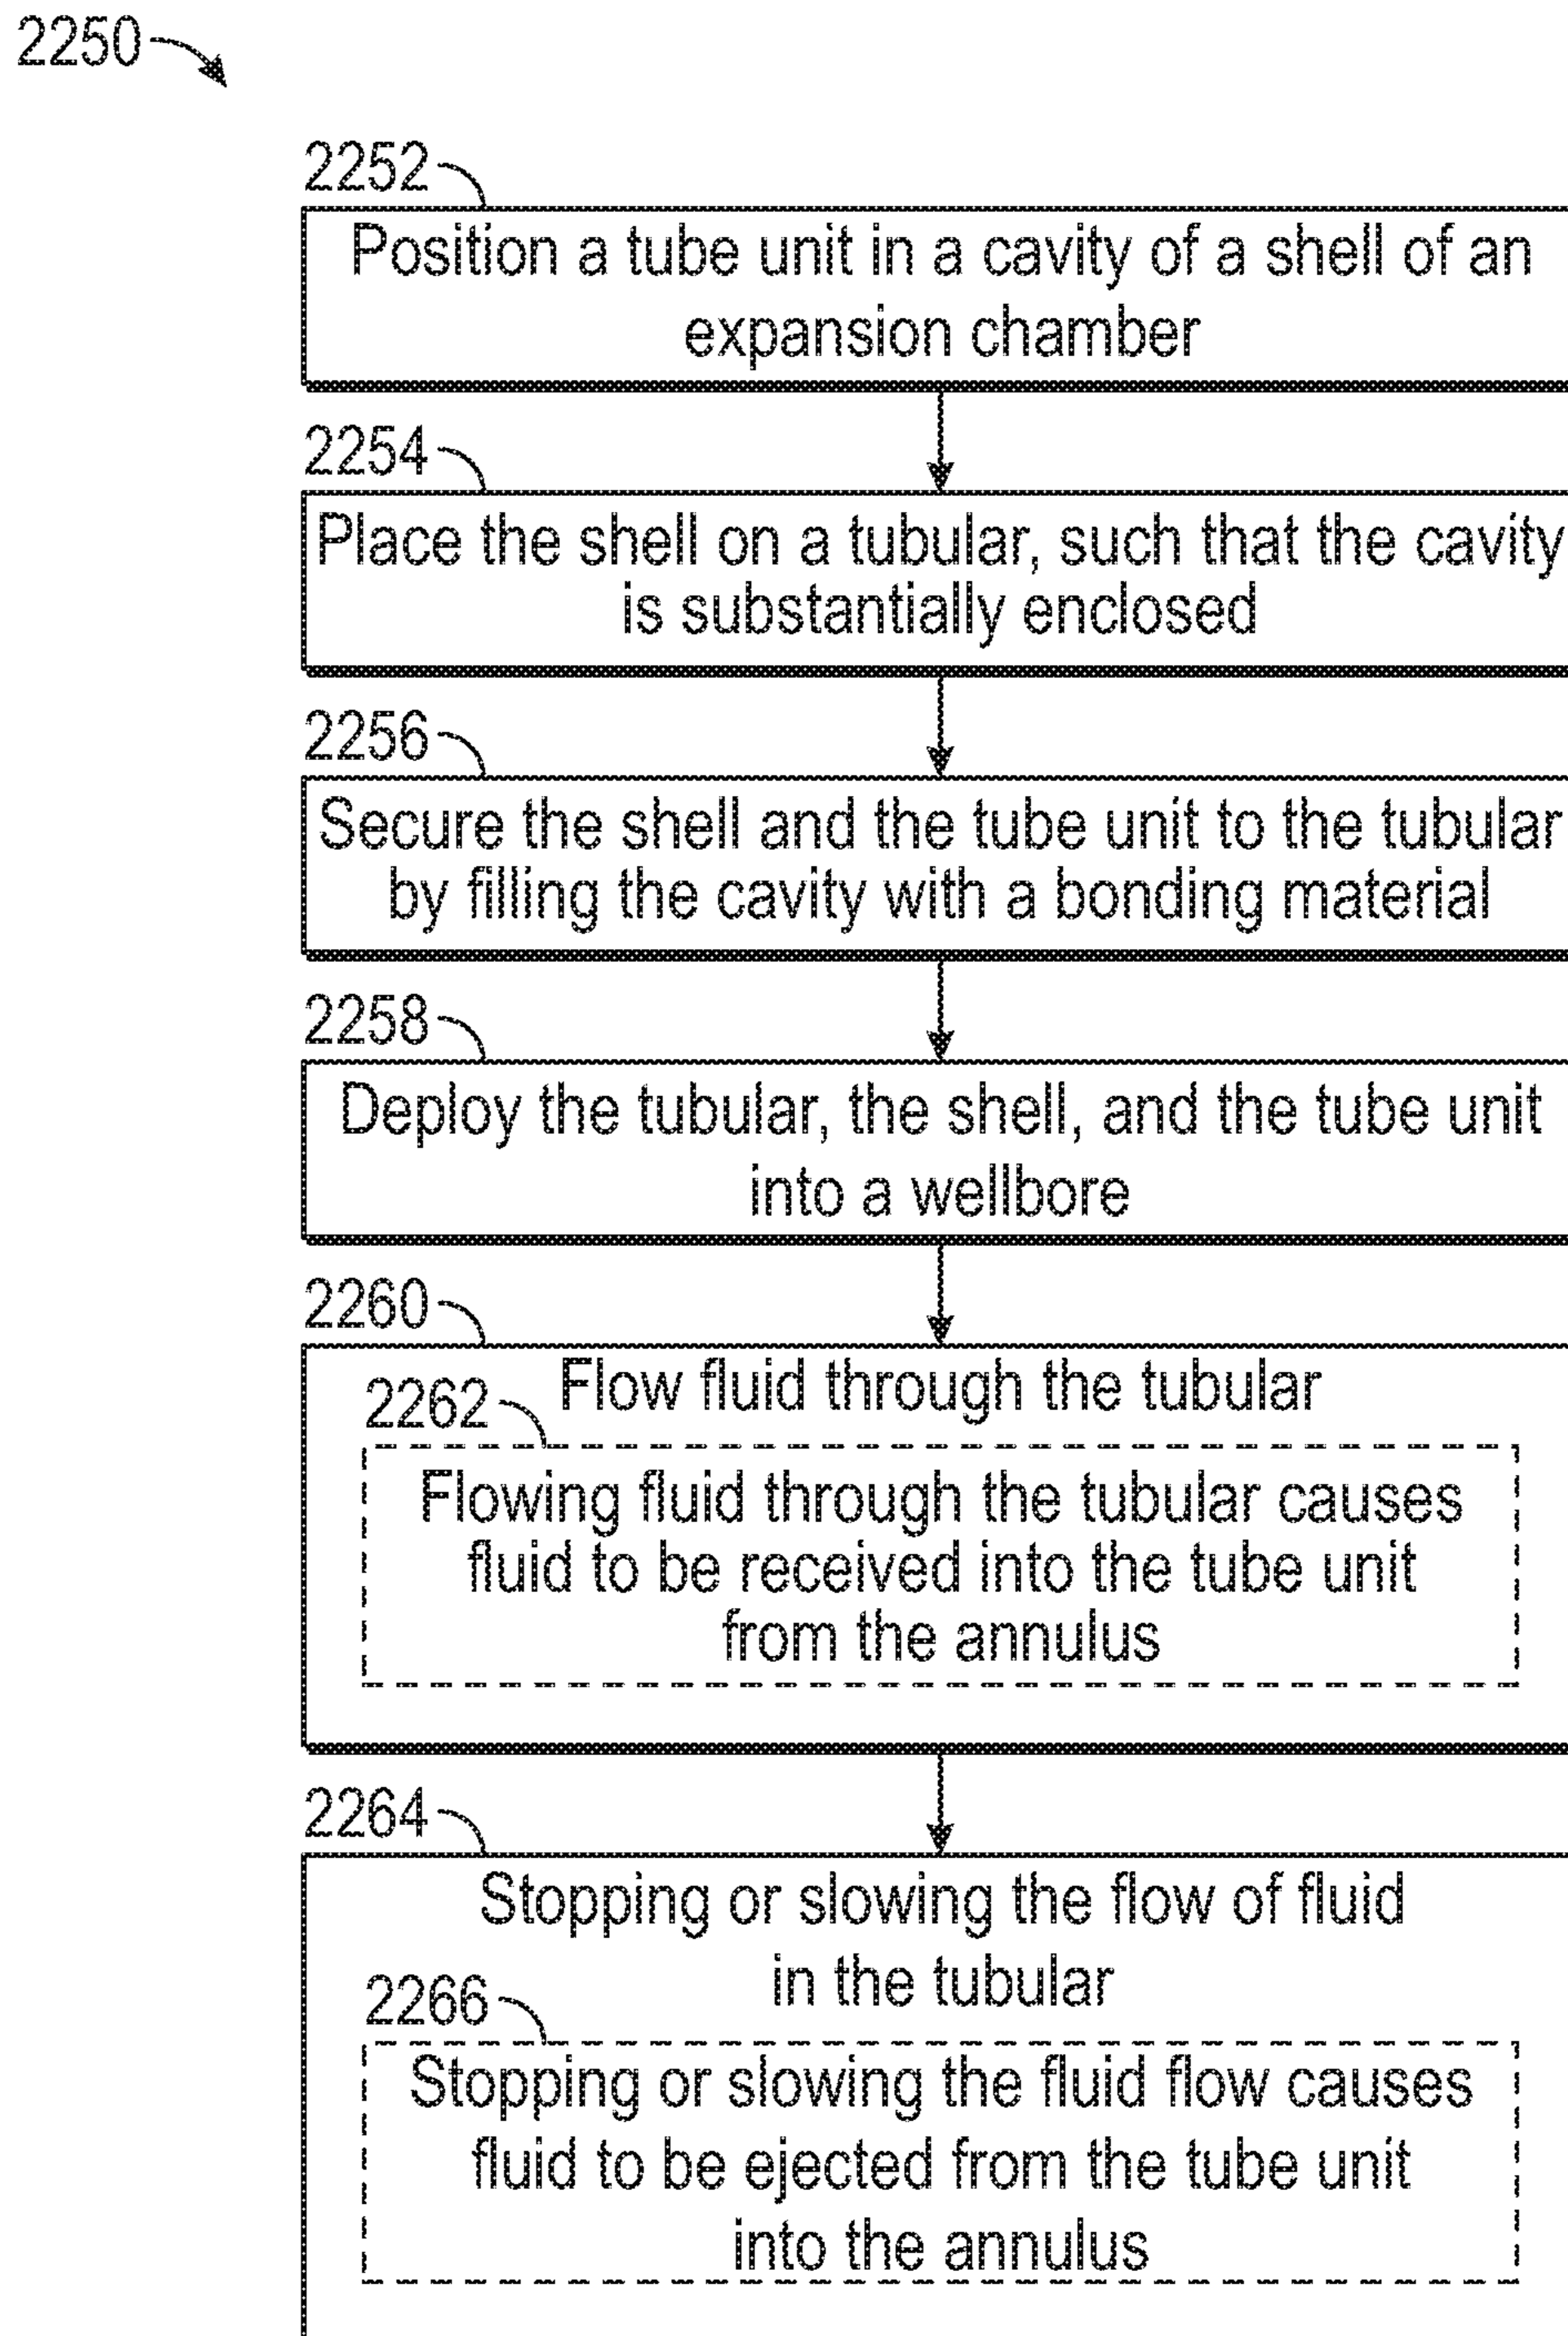 2250
2252
Position a tube unit in a cavity of a shell of an
expansion chamber
2254
Place the shell on a tubular, such that the cavity
is substantially enclosed
2256
Secure the shell and the tube unit to the tubular
by filling the cavity with a bonding material
2258
Deploy the tubular, the shell, and the tube unit
into a wellbore
2260
Flow fluid through the tubular
2262
Flowing fluid through the tubular causes
fluid to be received into the tube unit
from the annulus
2264
Stopping or slowing the flow of fluid
in the tubular
2266
Stopping or slowing the fluid flow causes
fluid to be ejected from the tube unit
into the annulus